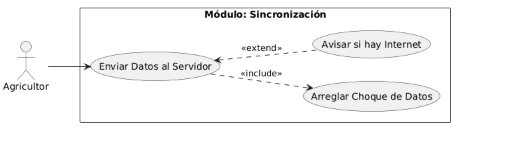 Módulo: Sincronización
Avisar si hay Internet
«extend»
Enviar Datos al Servidor
«include»
Agricultor
Arreglar Choque de Datos